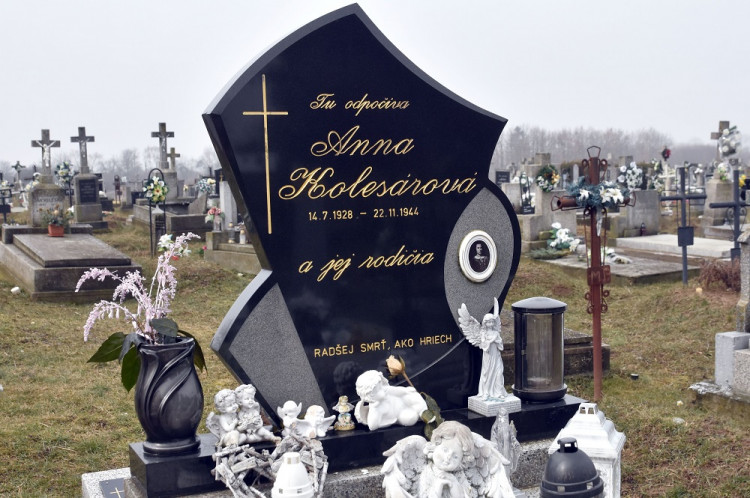 Tu odpočíva
Anna
Kolesárová
14.7.1928 – 22.11.1944
a jej rodičia
RADŠEJ SMRŤ, AKO HRIECH